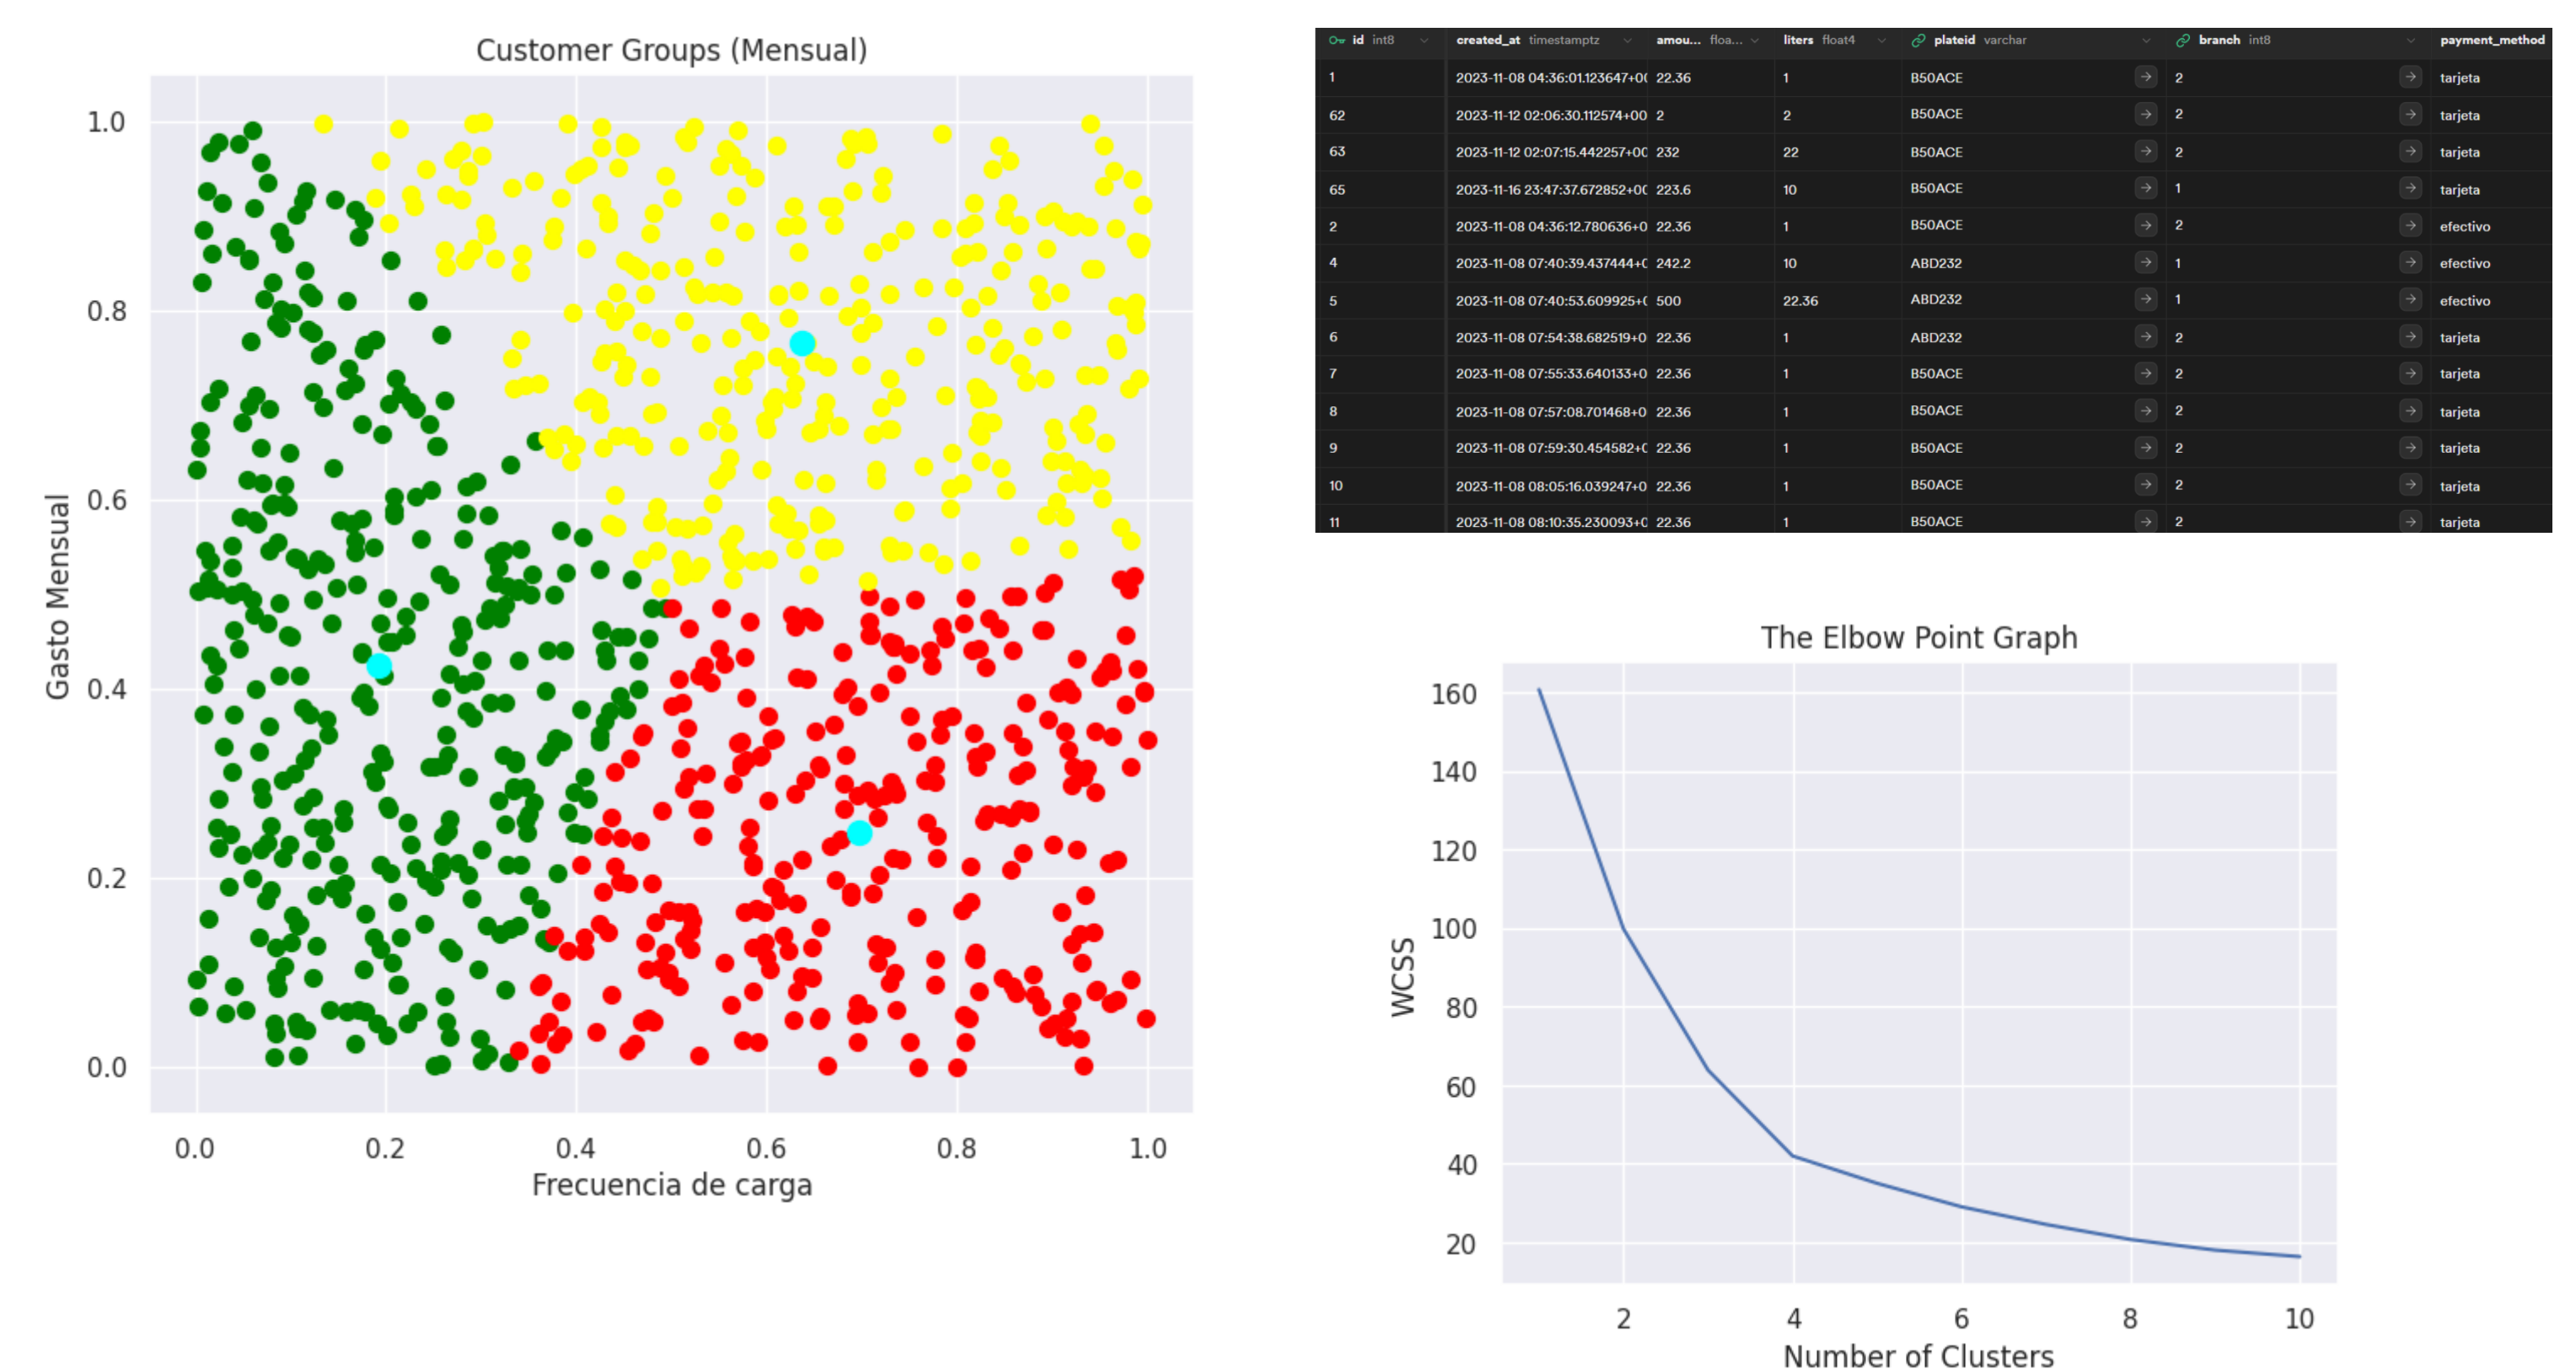 Customer Groups (Mensual)
1.0
0.8
0.6
0.4
0.2
0.0
Gasto Mensual
0.0 0.2 0.4 0.6 0.8 1.0
Frecuencia de carga
id int8 created_at timestamptz amou... floa... liters float4 plateid varchar branch int8 payment_method
1 2023-11-08 04:36:01.123647+00 22.36 1 B50ACE 2 tarjeta
62 2023-11-12 02:06:30.112574+00 2 2 B50ACE 2 tarjeta
63 2023-11-12 02:07:15.442257+00 232 22 B50ACE 2 tarjeta
65 2023-11-16 23:47:37.672852+00 223.6 10 B50ACE 1 tarjeta
2 2023-11-08 04:36:12.780636+0 22.36 1 B50ACE 2 efectivo
4 2023-11-08 07:40:39.437444+0 242.2 10 ABD232 1 efectivo
5 2023-11-08 07:40:53.609925+0 500 22.36 ABD232 1 efectivo
6 2023-11-08 07:54:38.682519+0 22.36 1 ABD232 2 tarjeta
7 2023-11-08 07:55:33.640133+0 22.36 1 B50ACE 2 tarjeta
8 2023-11-08 07:57:08.701468+0 22.36 1 B50ACE 2 tarjeta
9 2023-11-08 07:59:30.454582+0 22.36 1 B50ACE 2 tarjeta
10 2023-11-08 08:05:16.039247+0 22.36 1 B50ACE 2 tarjeta
11 2023-11-08 08:10:35.230093+0 22.36 1 B50ACE 2 tarjeta
The Elbow Point Graph
160
140
120
100
80
60
40
20
WCSS
2 4 6 8 10
Number of Clusters